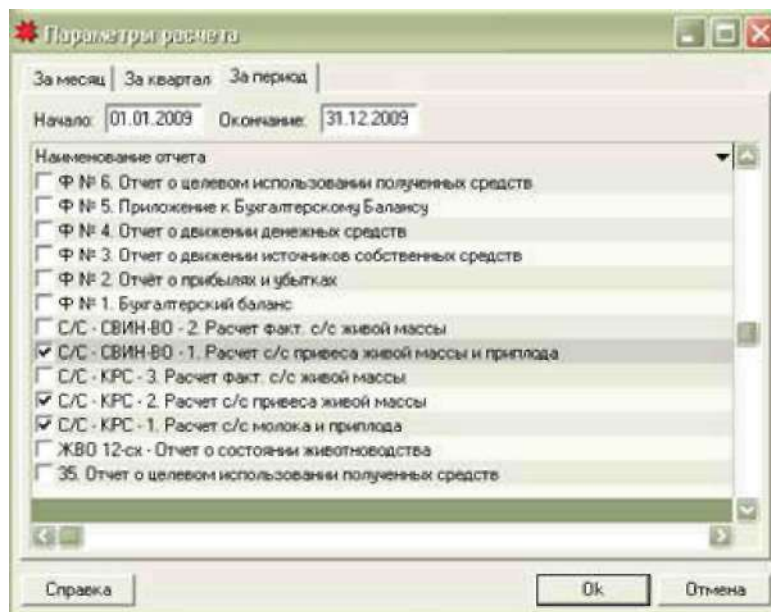 Параметры расчета
За месяц За квартал За период
Начало: 01.01.2009 Окончание: 31.12.2009
Наименование отчета
Ф № 6. Отчет о целевом использовании полученных средств
Ф № 5. Приложение к Бухгалтерскому Балансу
Ф № 4. Отчет о движении денежных средств
Ф № 3. Отчет о движении источников собственных средств
Ф № 2. Отчёт о прибылях и убытках
Ф № 1. Бухгалтерский баланс
С/С - СВИН-ВО - 2. Расчет факт. с/с живой массы
С/С - СВИН-ВО - 1. Расчет с/с привеса живой массы и приплода
С/С - КРС - 3. Расчет факт. с/с живой массы
С/С - КРС - 2. Расчет с/с привеса живой массы
С/С - КРС - 1. Расчет с/с молока и приплода
ЖВО 12-сх - Отчет о состоянии животноводства
35. Отчет о целевом использовании полученных средств
Справка Ok Отмена